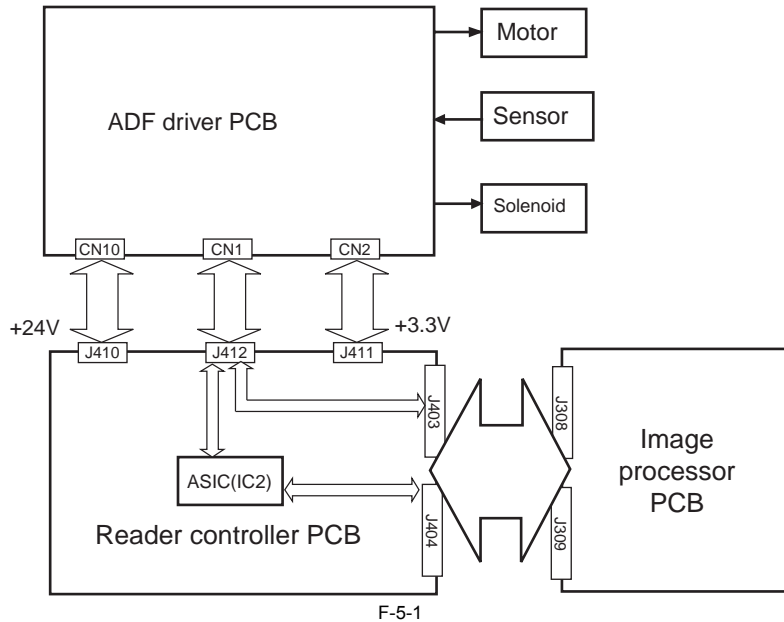 Motor
ADF driver PCB
Sensor
Solenoid
CN10
CN1
CN2
+24V
+3.3V
J410
J412
J411
J403
J308
ASIC(IC2)
Image
processor
PCB
Reader controller PCB
J404
J309
F-5-1